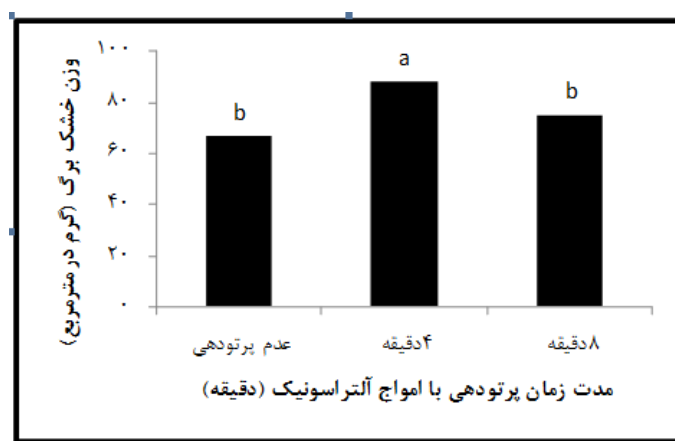 وزن خشک برگ (گرم در مترمربع)
۱۰۰
۸۰
۶۰
۴۰
۲۰
۰
b
a
b
عدم پرتودهی
۴دقیقه
۸دقیقه
مدت زمان پرتودهی با امواج آلتراسونیک (دقیقه)